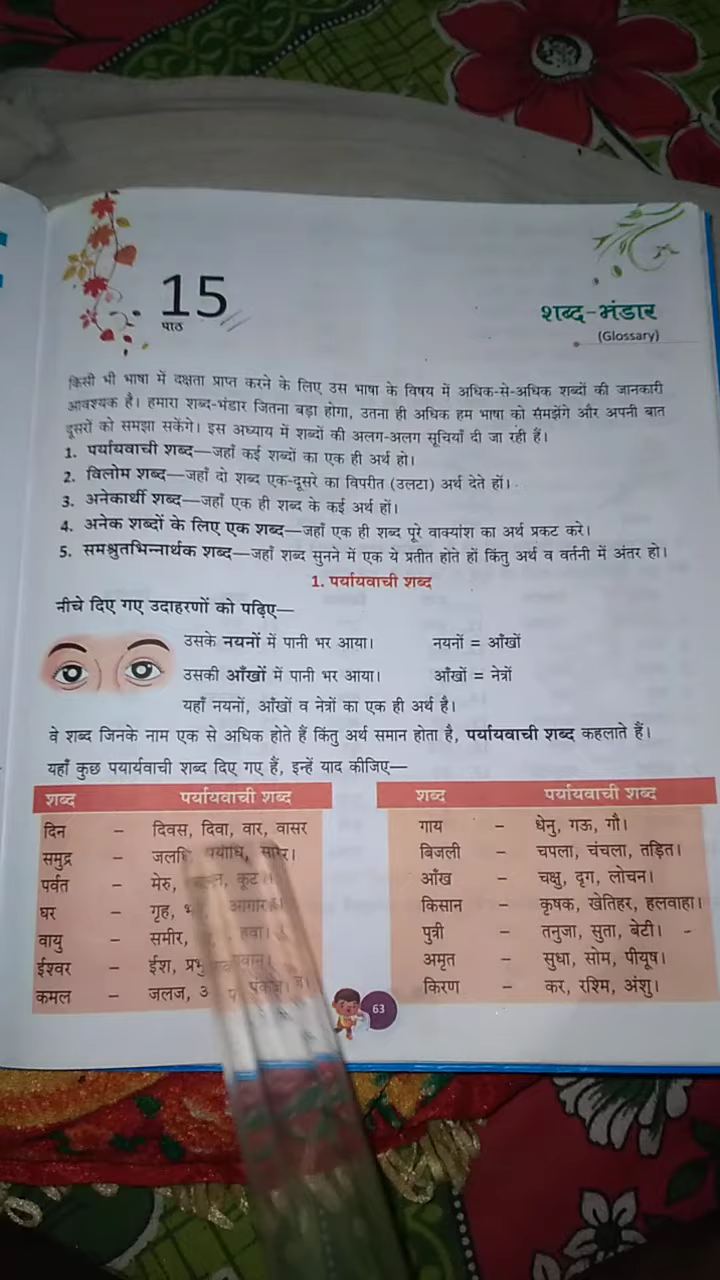 15
पाठ
शब्द-भंडार
(Glossary)
किसी भी भाषा में दक्षता प्राप्त करने के लिए उस भाषा के विषय में अधिक-से-अधिक शब्दों की जानकारी
आवश्यक है। हमारा शब्द-भंडार जितना बड़ा होगा, उतना ही अधिक हम भाषा को समझेंगे और अपनी बात
दूसरों को समझा सकेंगे। इस अध्याय में शब्दों की अलग-अलग सूचियाँ दी जा रही हैं।
1. पर्यायवाची शब्द—जहाँ कई शब्दों का एक ही अर्थ हो।
2. विलोम शब्द—जहाँ दो शब्द एक-दूसरे का विपरीत (उलटा) अर्थ देते हों।
3. अनेकार्थी शब्द—जहाँ एक ही शब्द के कई अर्थ हों।
4. अनेक शब्दों के लिए एक शब्द—जहाँ एक ही शब्द पूरे वाक्यांश का अर्थ प्रकट करे।
5. समश्रुतभिन्नार्थक शब्द—जहाँ शब्द सुनने में एक ये प्रतीत होते हों किंतु अर्थ व वर्तनी में अंतर हो।
1. पर्यायवाची शब्द
नीचे दिए गए उदाहरणों को पढ़िए—
उसके नयनों में पानी भर आया। नयनों = आँखों
उसकी आँखों में पानी भर आया। आँखों = नेत्रों
यहाँ नयनों, आँखों व नेत्रों का एक ही अर्थ है।
वे शब्द जिनके नाम एक से अधिक होते हैं किंतु अर्थ समान होता है, पर्यायवाची शब्द कहलाते हैं।
यहाँ कुछ पयार्यवाची शब्द दिए गए हैं, इन्हें याद कीजिए—
शब्द पर्यायवाची शब्द
दिन – दिवस, दिवा, वार, वासर
समुद्र –
पर्वत – मेरु, कूट
घर – गृह,
वायु – समीर, हवा।
ईश्वर – ईश,
कमल – जलज,
शब्द पर्यायवाची शब्द
गाय – धेनु, गऊ, गौ।
बिजली – चपला, चंचला, तड़ित।
आँख – चक्षु, दृग, लोचन।
किसान – कृषक, खेतिहर, हलवाहा।
पुत्री – तनुजा, सुता, बेटी।
अमृत – सुधा, सोम, पीयूष।
किरण – कर, रश्मि, अंशु।
63